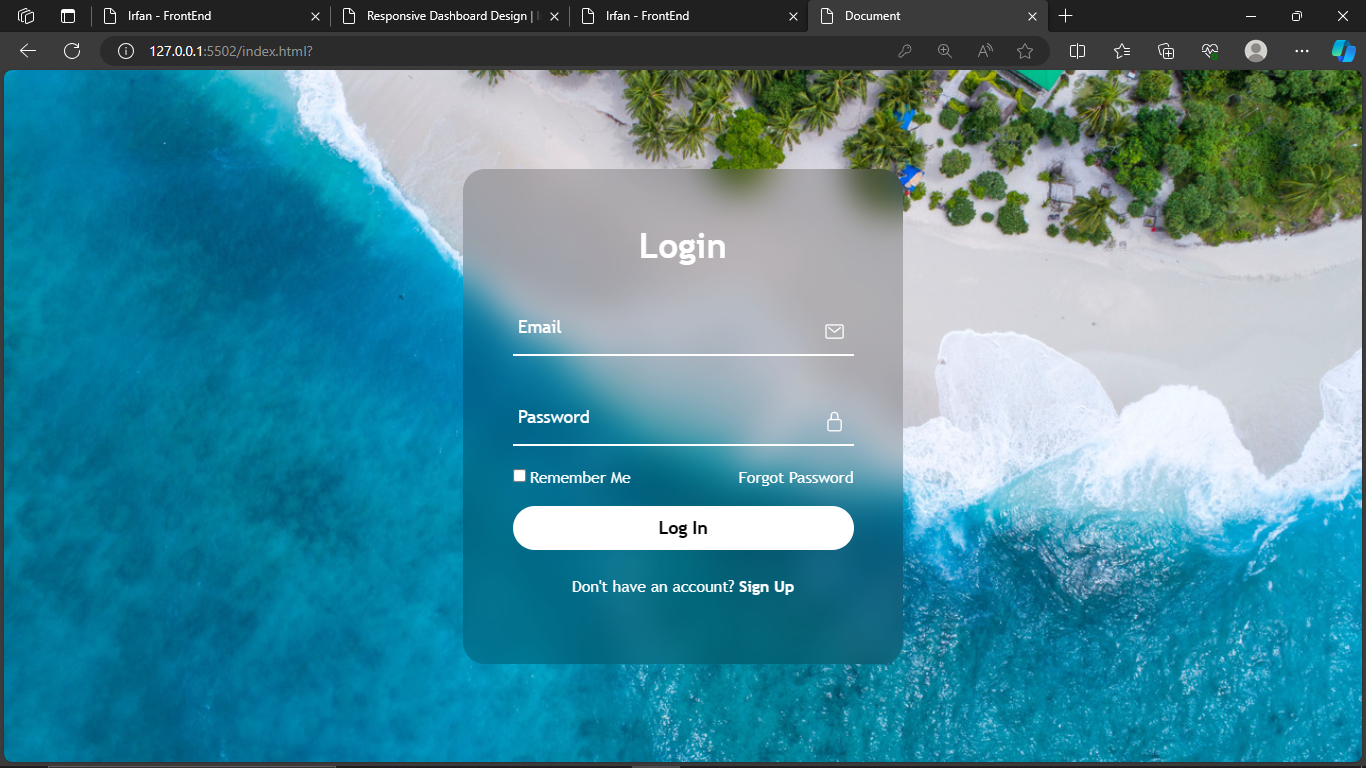 Irfan - FrontEnd
Responsive Dashboard Design |
Irfan - FrontEnd
Document
127.0.0.1:5502/index.html?
Login
Email
Password
Remember Me
Forgot Password
Log In
Don't have an account? Sign Up